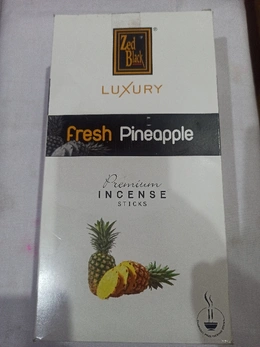 Zed
Black
®
LUXURY
Fresh Pineapple
Premium
INCENSE
STICKS